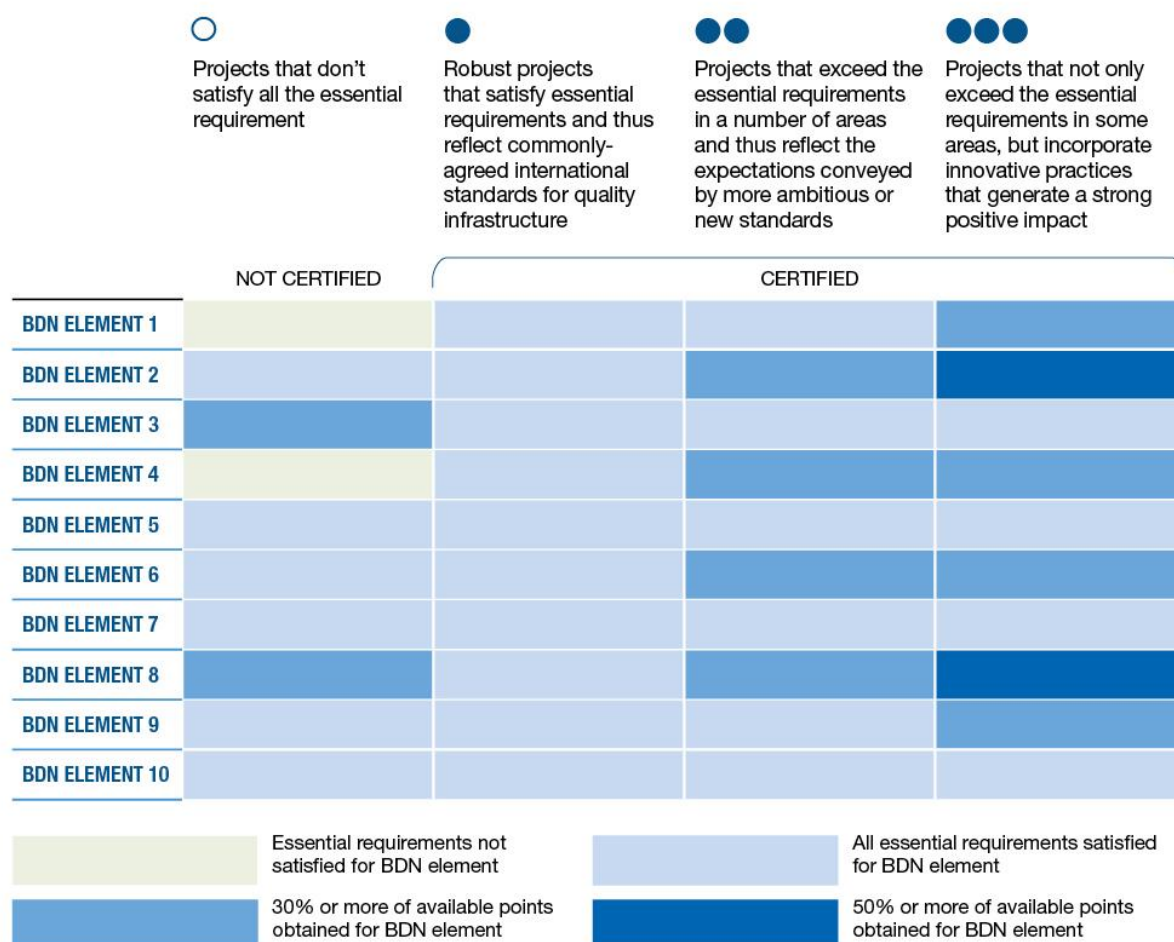 Projects that don't
satisfy all the essential
requirement
Robust projects
that satisfy essential
requirements and thus
reflect commonly-
agreed international
standards for quality
infrastructure
Projects that exceed the
essential requirements
in a number of areas
and thus reflect the
expectations conveyed
by more ambitious or
new standards
Projects that not only
exceed the essential
requirements in some
areas, but incorporate
innovative practices
that generate a strong
positive impact
NOT CERTIFIED
CERTIFIED
BDN ELEMENT 1
BDN ELEMENT 2
BDN ELEMENT 3
BDN ELEMENT 4
BDN ELEMENT 5
BDN ELEMENT 6
BDN ELEMENT 7
BDN ELEMENT 8
BDN ELEMENT 9
BDN ELEMENT 10
Essential requirements not
satisfied for BDN element
All essential requirements satisfied
for BDN element
30% or more of available points
obtained for BDN element
50% or more of available points
obtained for BDN element